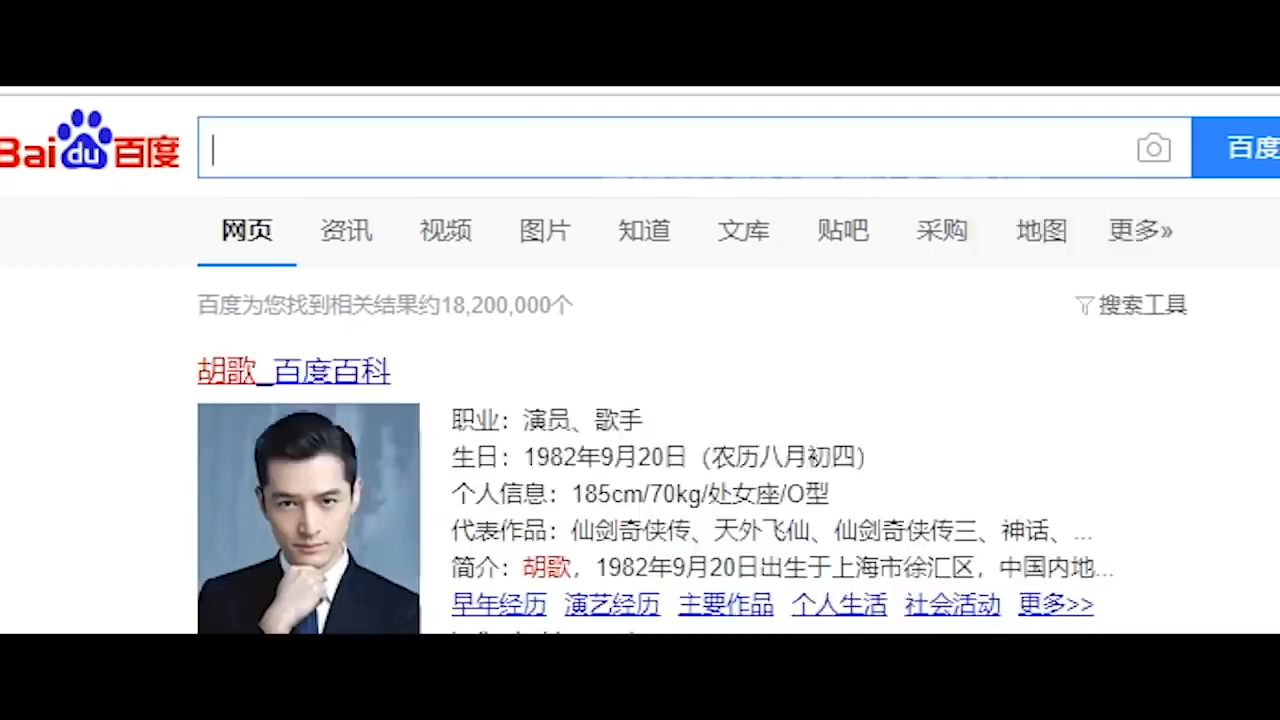 Bai du 百度
百度
网页 资讯 视频 图片 知道 文库 贴吧 采购 地图 更多»
百度为您找到相关结果约18,200,000个 搜索工具
胡歌_百度百科
职业：演员、歌手
生日：1982年9月20日（农历八月初四）
个人信息：185cm/70kg/处女座/O型
代表作品：仙剑奇侠传、天外飞仙、仙剑奇侠传三、神话、...
简介：胡歌，1982年9月20日出生于上海市徐汇区，中国内地...
早年经历 演艺经历 主要作品 个人生活 社会活动 更多>>